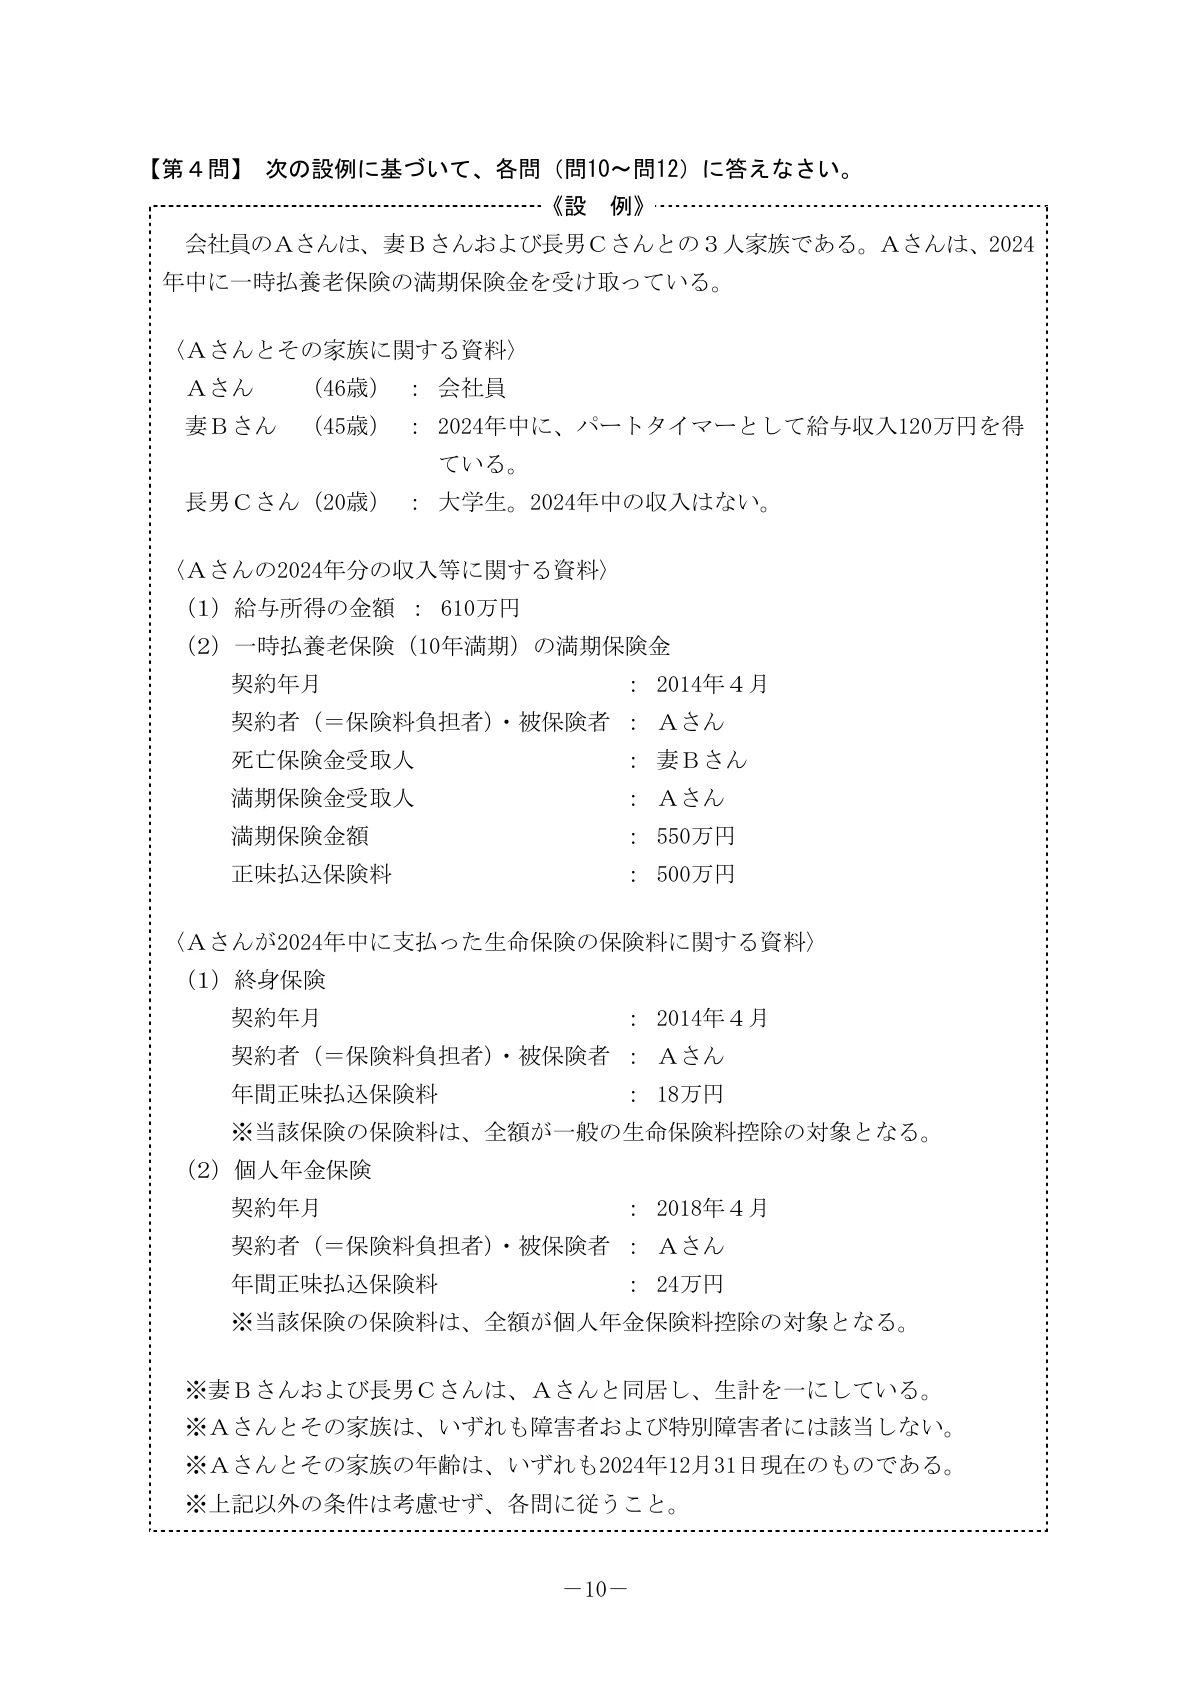 【第４問】 次の設例に基づいて、各問（問10～問12）に答えなさい。
《設　例》
会社員のＡさんは、妻Ｂさんおよび長男Ｃさんとの３人家族である。Ａさんは、2024
年中に一時払養老保険の満期保険金を受け取っている。
〈Ａさんとその家族に関する資料〉
Ａさん　　（46歳）　：　会社員
妻Ｂさん　（45歳）　：　2024年中に、パートタイマーとして給与収入120万円を得
ている。
長男Ｃさん（20歳）　：　大学生。2024年中の収入はない。
〈Ａさんの2024年分の収入等に関する資料〉
（1）給与所得の金額　：　610万円
（2）一時払養老保険（10年満期）の満期保険金
契約年月　：　2014年４月
契約者（＝保険料負担者）・被保険者　：　Ａさん
死亡保険金受取人　：　妻Ｂさん
満期保険金受取人　：　Ａさん
満期保険金額　：　550万円
正味払込保険料　：　500万円
〈Ａさんが2024年中に支払った生命保険の保険料に関する資料〉
（1）終身保険
契約年月　：　2014年４月
契約者（＝保険料負担者）・被保険者　：　Ａさん
年間正味払込保険料　：　18万円
※当該保険の保険料は、全額が一般の生命保険料控除の対象となる。
（2）個人年金保険
契約年月　：　2018年４月
契約者（＝保険料負担者）・被保険者　：　Ａさん
年間正味払込保険料　：　24万円
※当該保険の保険料は、全額が個人年金保険料控除の対象となる。
※妻Ｂさんおよび長男Ｃさんは、Ａさんと同居し、生計を一にしている。
※Ａさんとその家族は、いずれも障害者および特別障害者には該当しない。
※Ａさんとその家族の年齢は、いずれも2024年12月31日現在のものである。
※上記以外の条件は考慮せず、各問に従うこと。
－10－